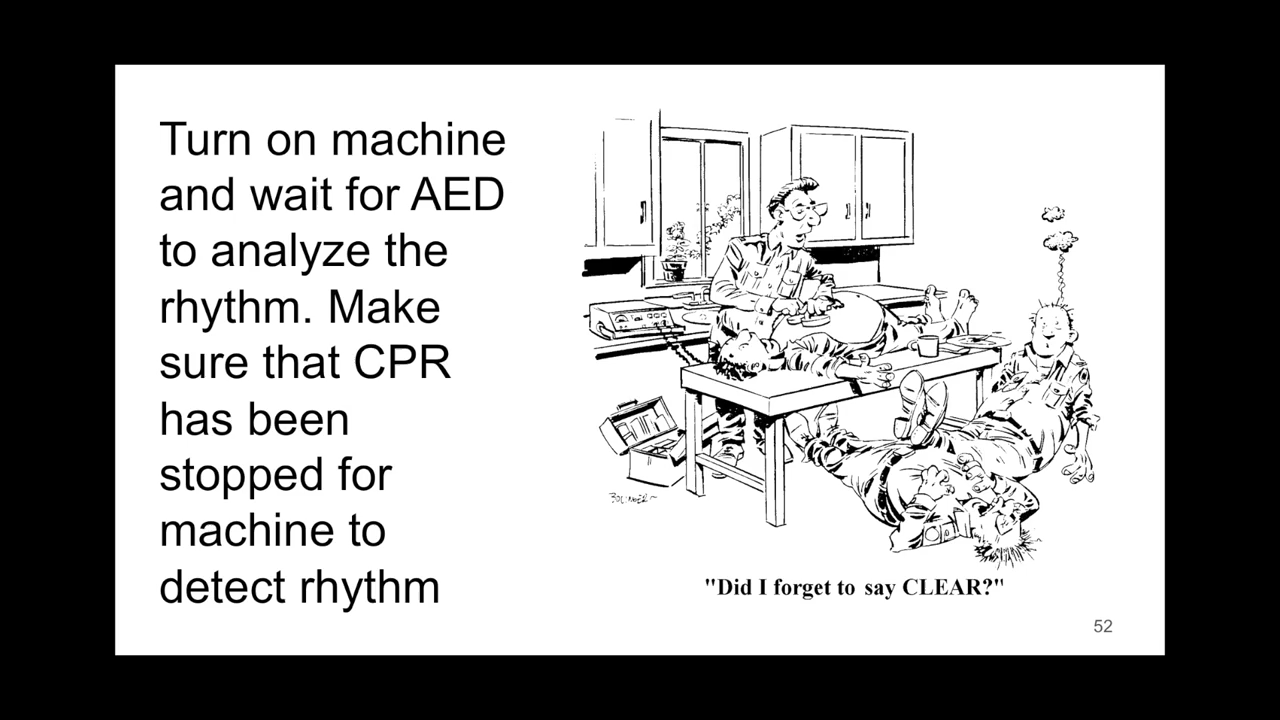 Turn on machine
and wait for AED
to analyze the
rhythm. Make
sure that CPR
has been
stopped for
machine to
detect rhythm
"Did I forget to say CLEAR?"
52